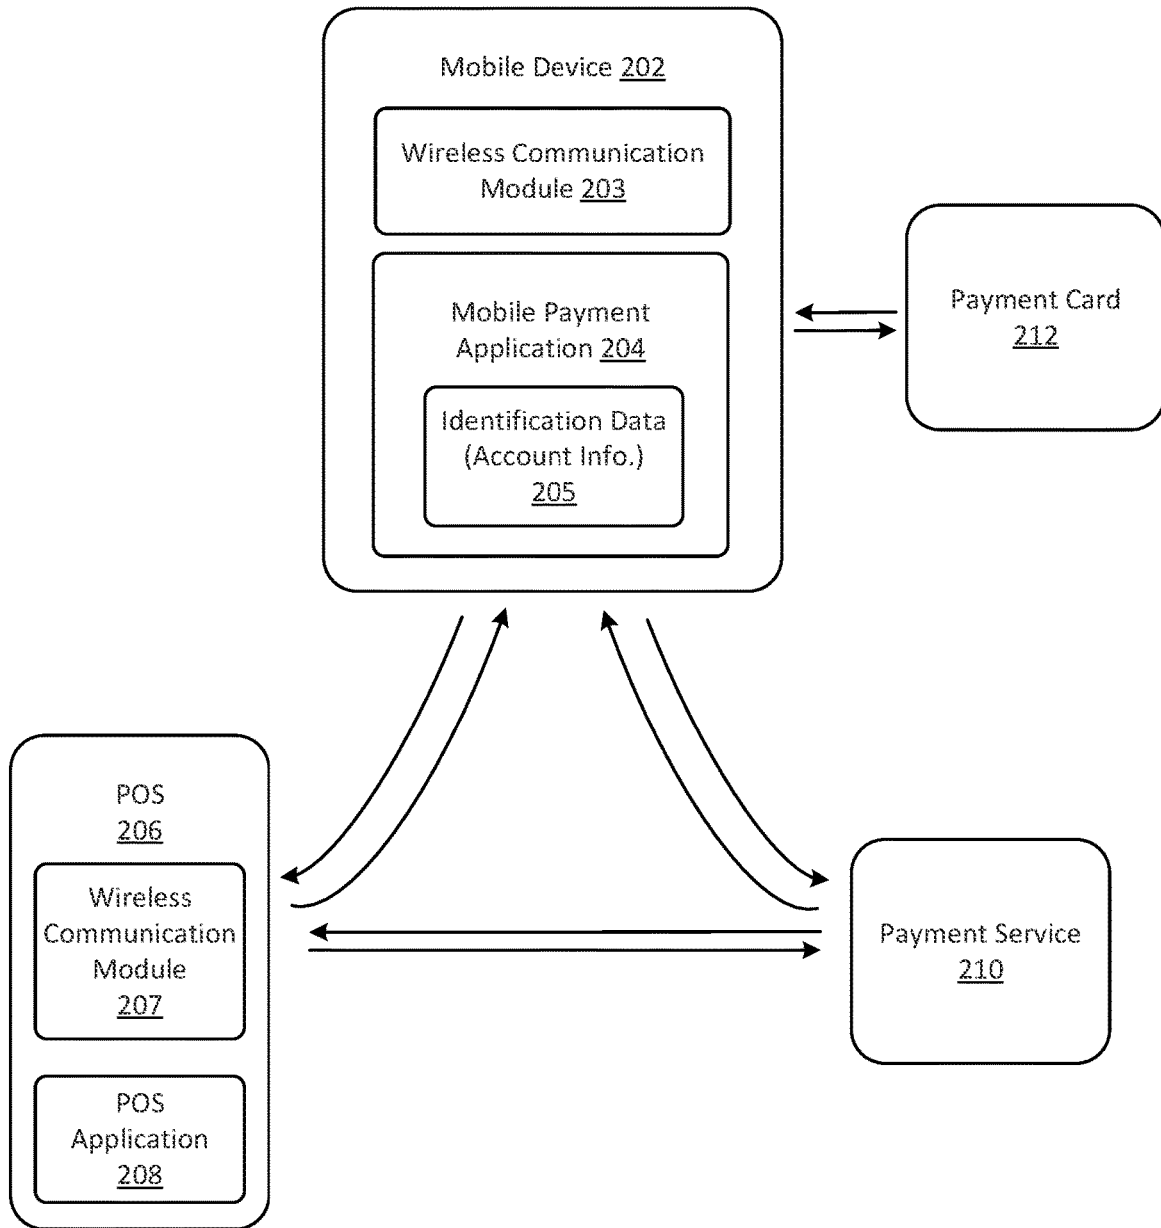 Mobile Device 202
Wireless Communication
Module 203
Mobile Payment
Application 204
Identification Data
(Account Info.)
205
Payment Card
212
POS
206
Wireless
Communication
Module
207
POS
Application
208
Payment Service
210